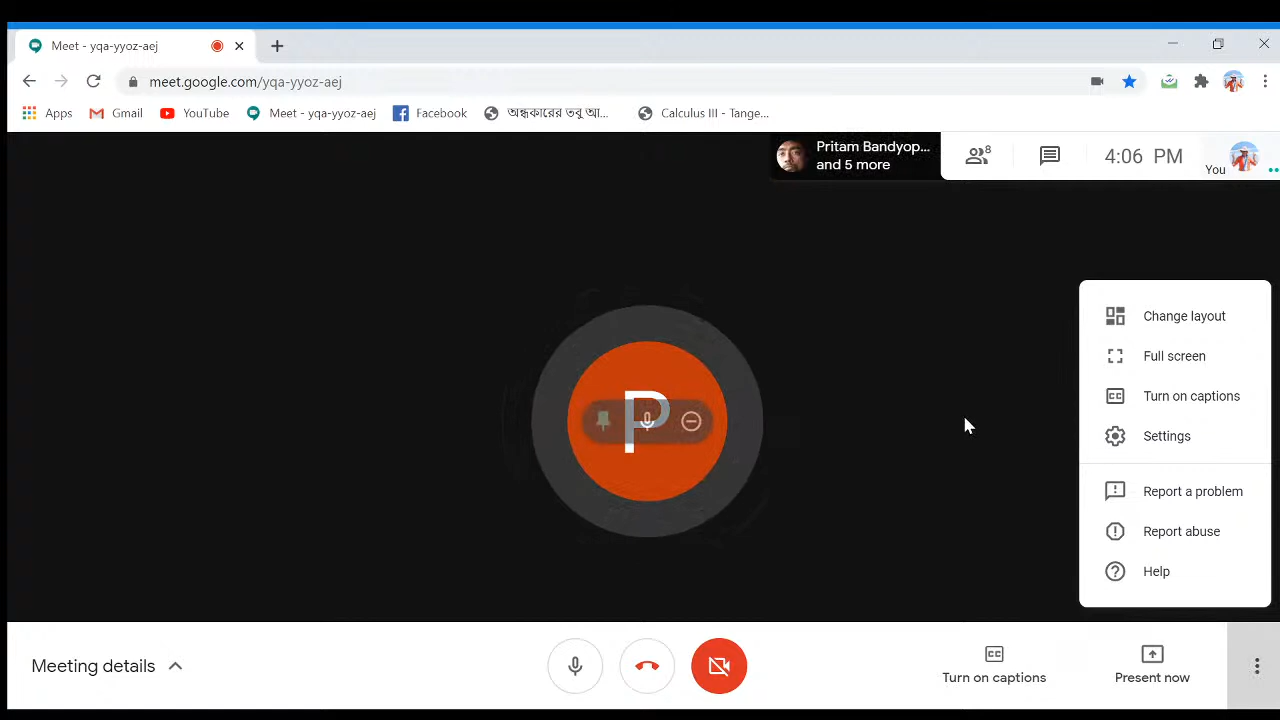 Meet - yqa-yyoz-aej
meet.google.com/yqa-yyoz-aej
Apps Gmail YouTube Meet - yqa-yyoz-aej Facebook অন্ধকারের তবু আ... Calculus III - Tange...
Pritam Bandyop...
and 5 more
8
4:06 PM
You
Change layout
Full screen
CC Turn on captions
Settings
Report a problem
Report abuse
Help
P
Meeting details
CC
Turn on captions
Present now